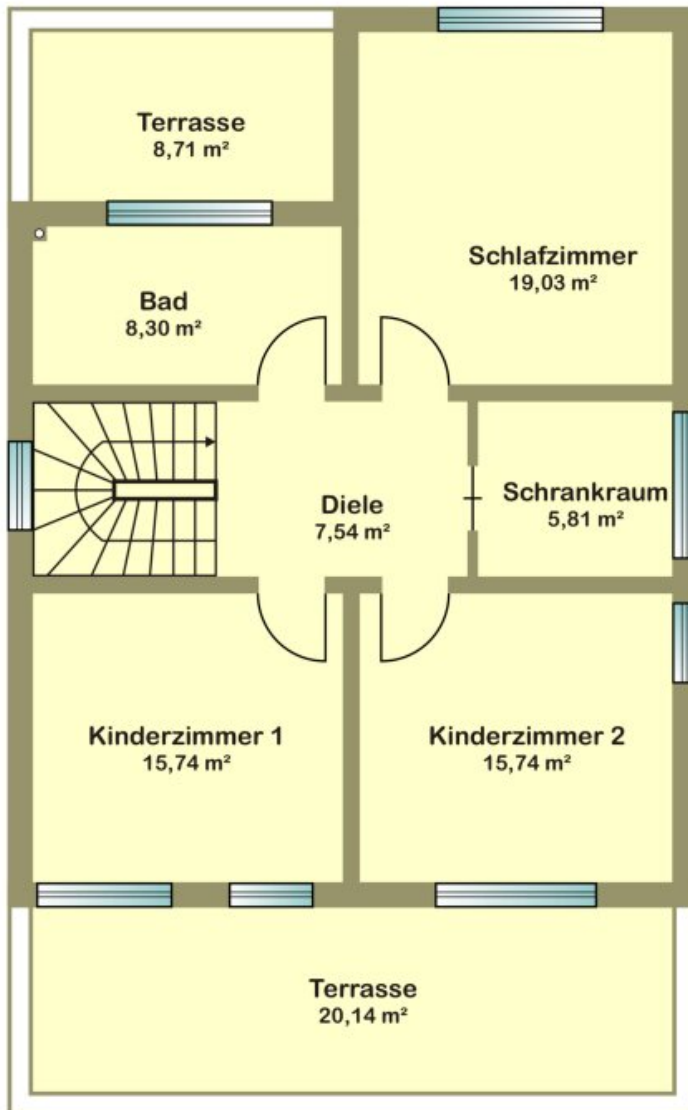 Terrasse
8,71 m²
Schlafzimmer
19,03 m²
Bad
8,30 m²
Diele
7,54 m²
Schrankraum
5,81 m²
Kinderzimmer 1
15,74 m²
Kinderzimmer 2
15,74 m²
Terrasse
20,14 m²